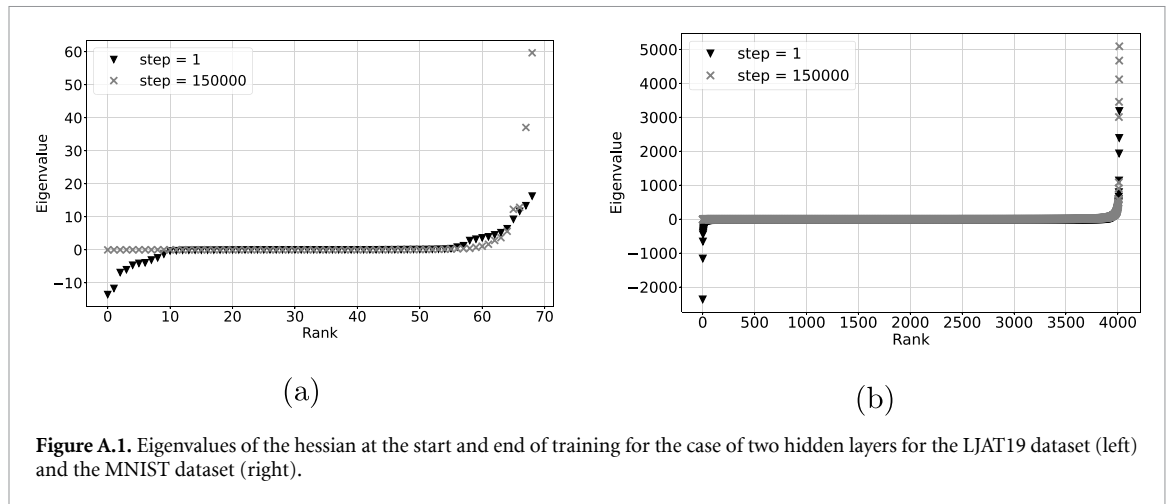 step = 1
step = 150000
60
50
40
30
20
10
0
−10
Eigenvalue
0 10 20 30 40 50 60 70
Rank
(a)
step = 1
step = 150000
5000
4000
3000
2000
1000
0
−1000
−2000
Eigenvalue
0 500 1000 1500 2000 2500 3000 3500 4000
Rank
(b)
Figure A.1. Eigenvalues of the hessian at the start and end of training for the case of two hidden layers for the LJAT19 dataset (left)
and the MNIST dataset (right).